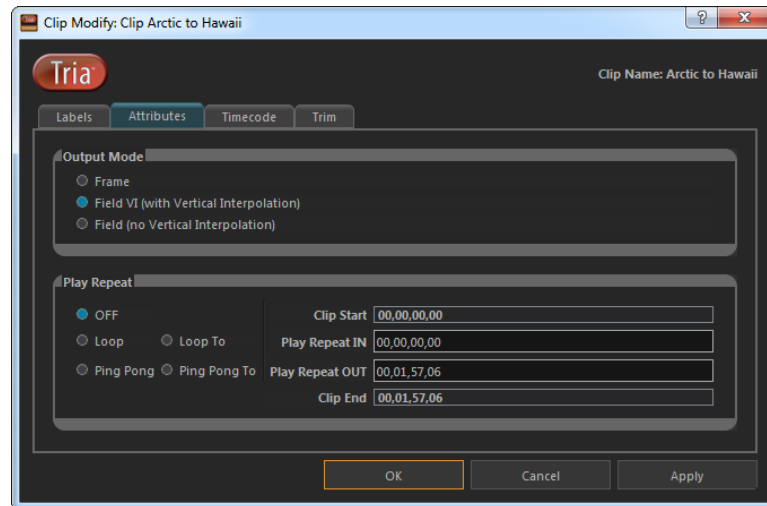 Clip Modify: Clip Arctic to Hawaii
?
X
Tria
Clip Name: Arctic to Hawaii
Labels Attributes Timecode Trim
Output Mode
Frame
Field VI (with Vertical Interpolation)
Field (no Vertical Interpolation)
Play Repeat
OFF Clip Start 00,00,00,00
Loop Loop To Play Repeat IN 00,00,00,00
Ping Pong Ping Pong To Play Repeat OUT 00,01,57,06
Clip End 00,01,57,06
OK Cancel Apply